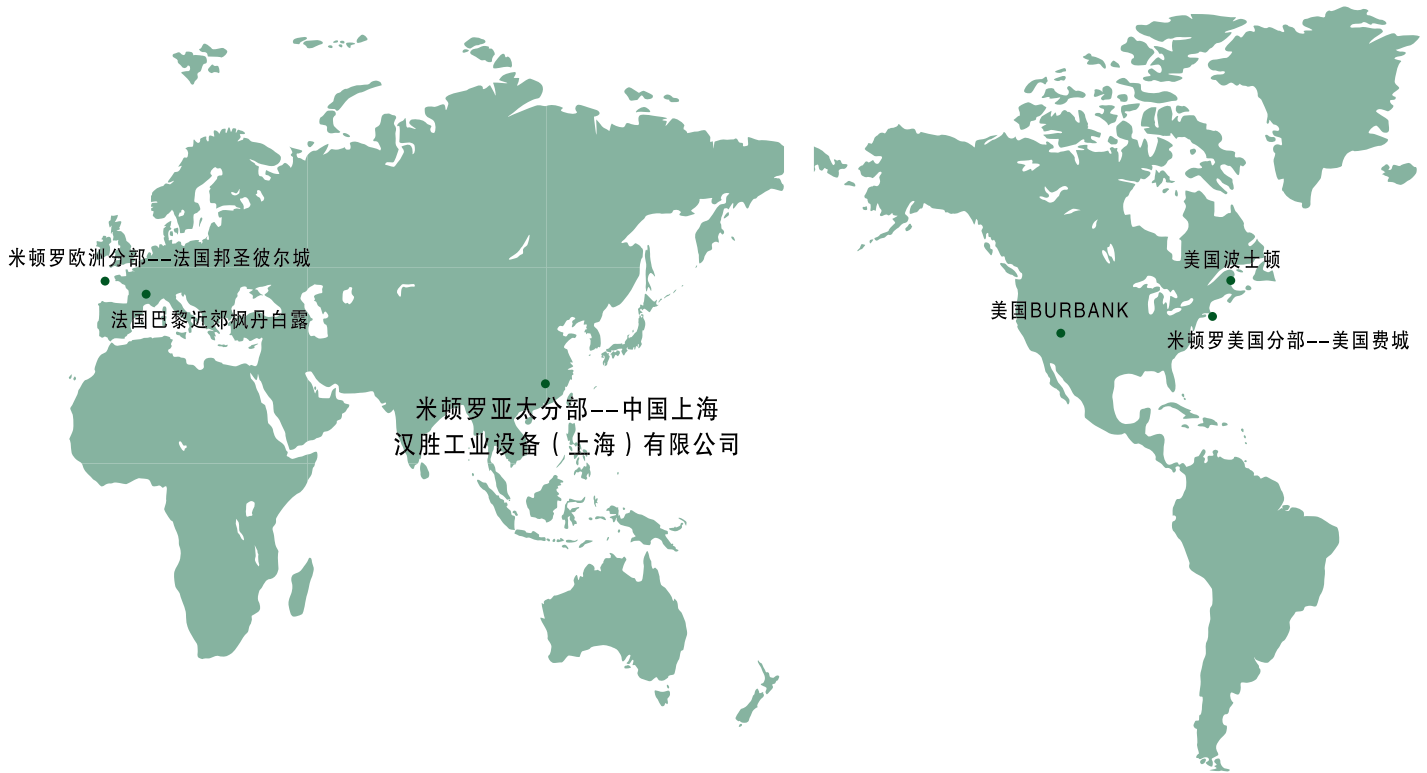 米顿罗欧洲分部--法国邦圣彼尔城
法国巴黎近郊枫丹白露
米顿罗亚太分部--中国上海
汉胜工业设备（上海）有限公司
美国波士顿
美国BURBANK
米顿罗美国分部--美国费城